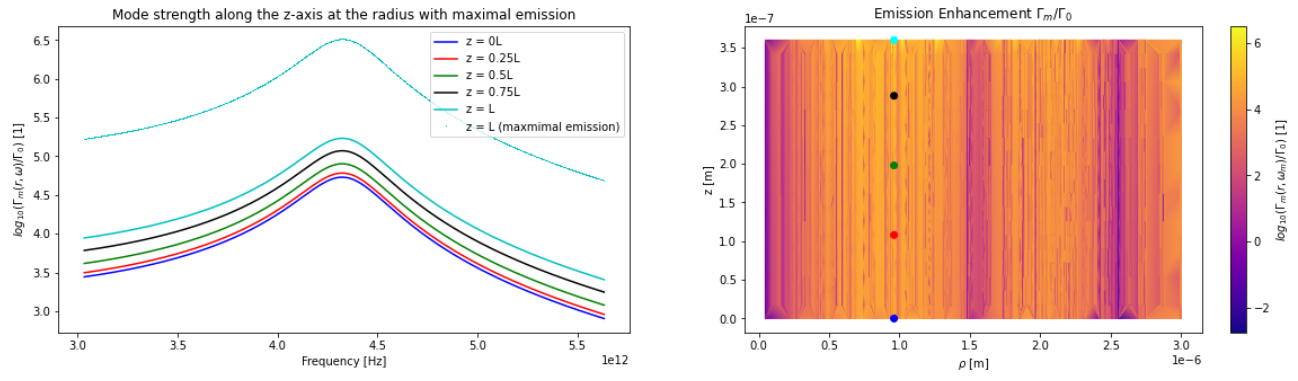 Mode strength along the z-axis at the radius with maximal emission
log₁₀(Γₘ(r, ω)/Γ₀) [1]
6.5
6.0
5.5
5.0
4.5
4.0
3.5
3.0
z = 0L
z = 0.25L
z = 0.5L
z = 0.75L
z = L
z = L (maxmimal emission)
3.0 3.5 4.0 4.5 5.0 5.5
1e12
Frequency [Hz]
Emission Enhancement Γₘ/Γ₀
1e−7
z [m]
3.5
3.0
2.5
2.0
1.5
1.0
0.5
0.0
0.0 0.5 1.0 1.5 2.0 2.5 3.0
1e−6
ρ [m]
6
4
2
0
−2
log₁₀(Γₘ(r, ωₘ)/Γ₀) [1]